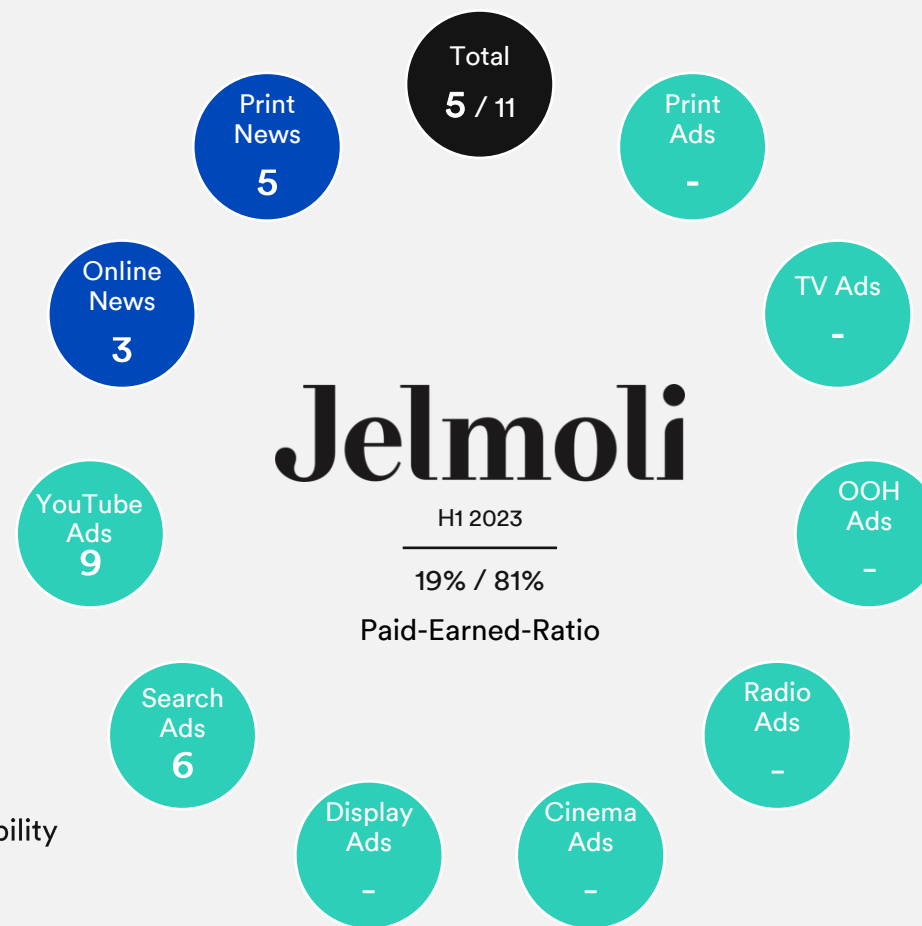 Total
5 / 11
Print
News
5
Print
Ads
-
Online
News
3
TV Ads
-
Jelmoli
H1 2023
19% / 81%
Paid-Earned-Ratio
YouTube
Ads
9
OOH
Ads
-
Search
Ads
6
Radio
Ads
-
Display
Ads
-
Cinema
Ads
-